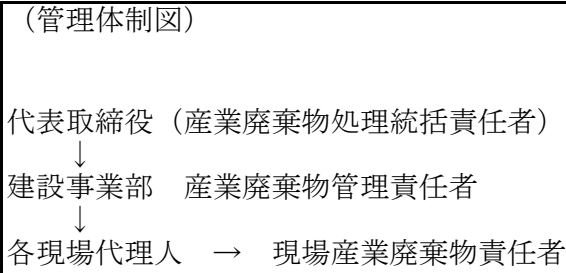 （管理体制図）
代表取締役（産業廃棄物処理統括責任者）
↓
建設事業部　産業廃棄物管理責任者
↓
各現場代理人　→　現場産業廃棄物責任者